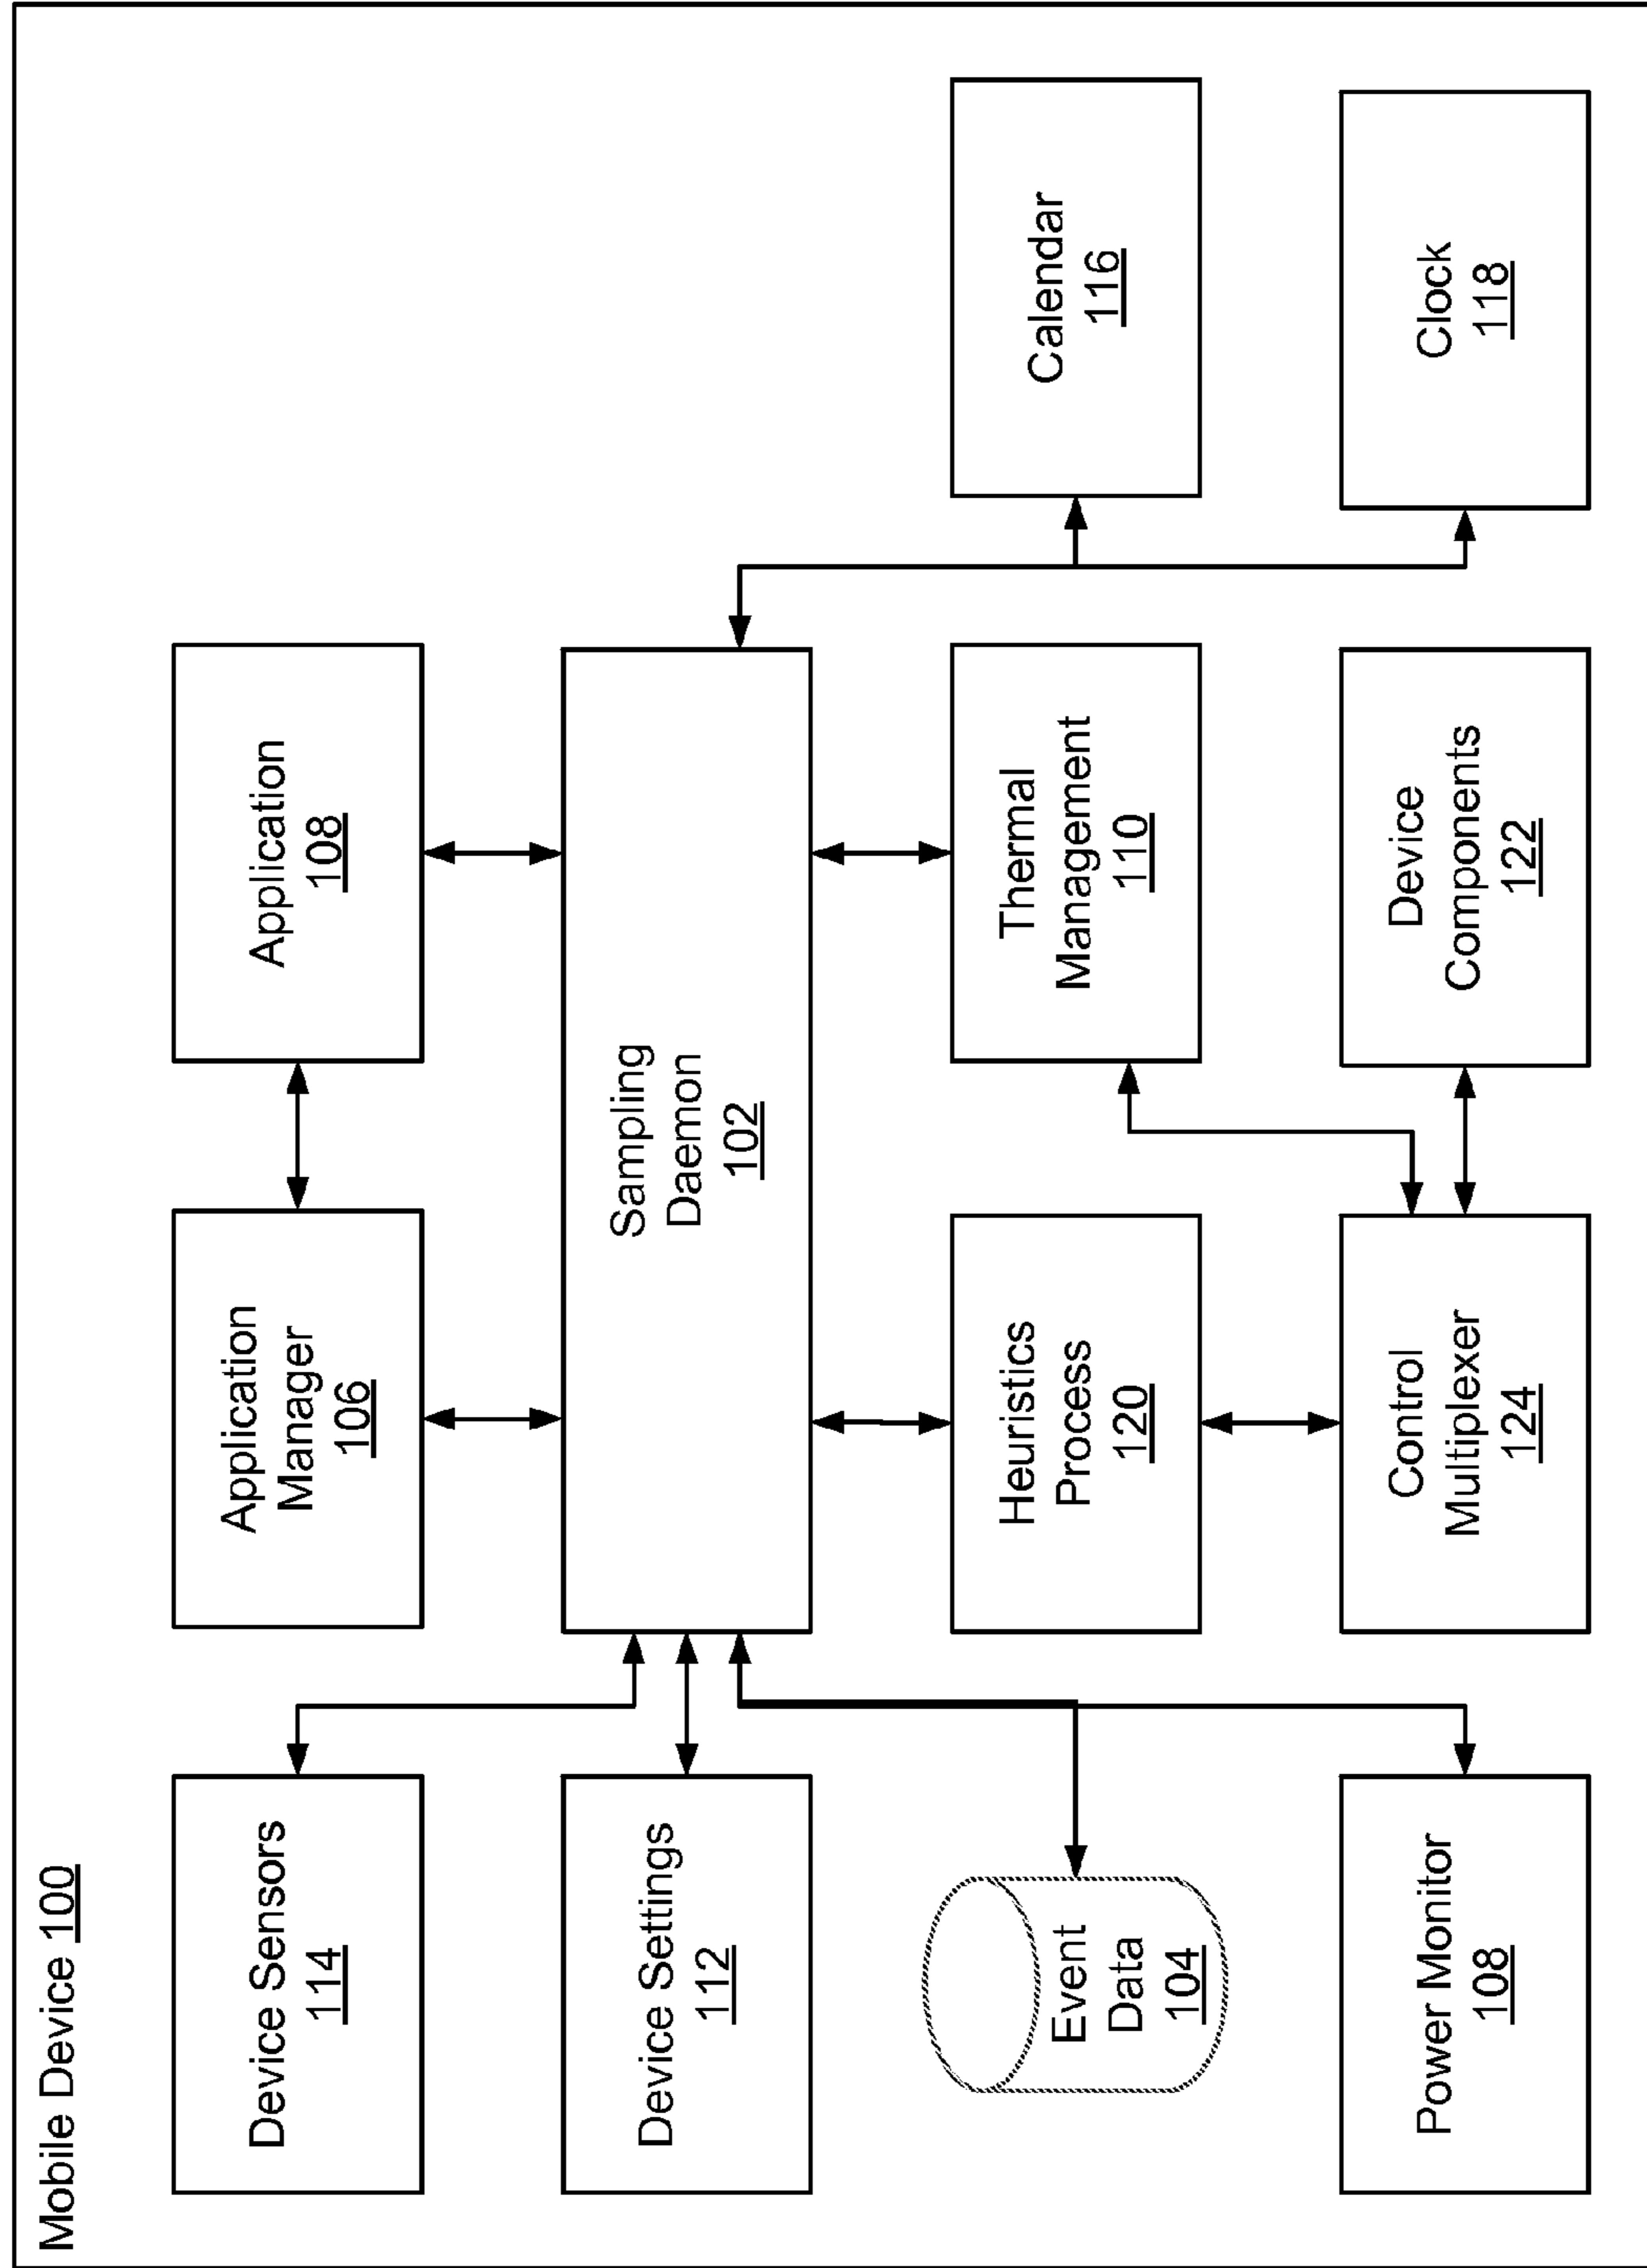 Mobile Device 100
Device Sensors
114
Application
Manager
106
Application
108
Device Settings
112
Sampling
Daemon
102
Event
Data
104
Heuristics
Process
120
Thermal
Management
110
Calendar
116
Power Monitor
108
Control
Multiplexer
124
Device
Components
122
Clock
118